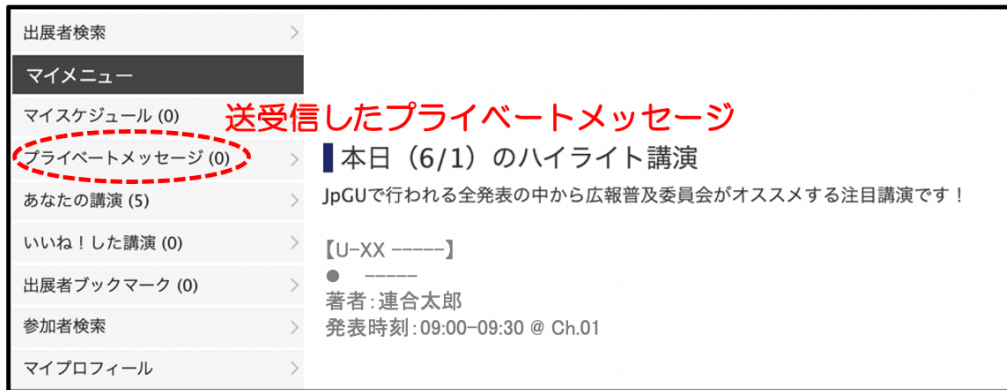 出展者検索
マイメニュー
マイスケジュール (0)
送受信したプライベートメッセージ
プライベートメッセージ (0)
あなたの講演 (5)
いいね！した講演 (0)
出展者ブックマーク (0)
参加者検索
マイプロフィール
本日（6/1）のハイライト講演
JpGUで行われる全発表の中から広報普及委員会がオススメする注目講演です！
【U-XX -----】
● -----
著者：連合太郎
発表時刻：09:00-09:30 @ Ch.01